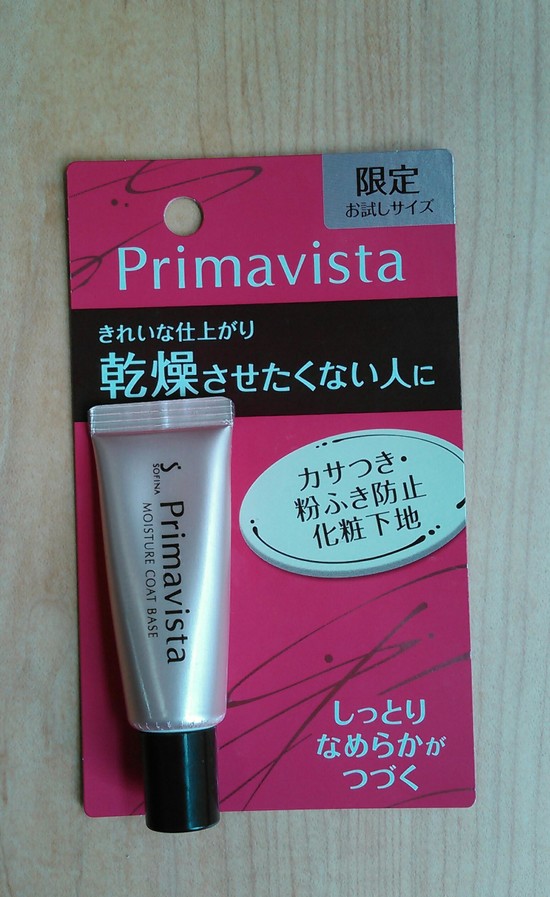 限定
お試しサイズ
Primavista
きれいな仕上がり
乾燥させたくない人に
カサつき・
粉ふき防止
化粧下地
S
SOFINA
Primavista
MOISTURE COAT BASE
しっとり
なめらかが
つづく